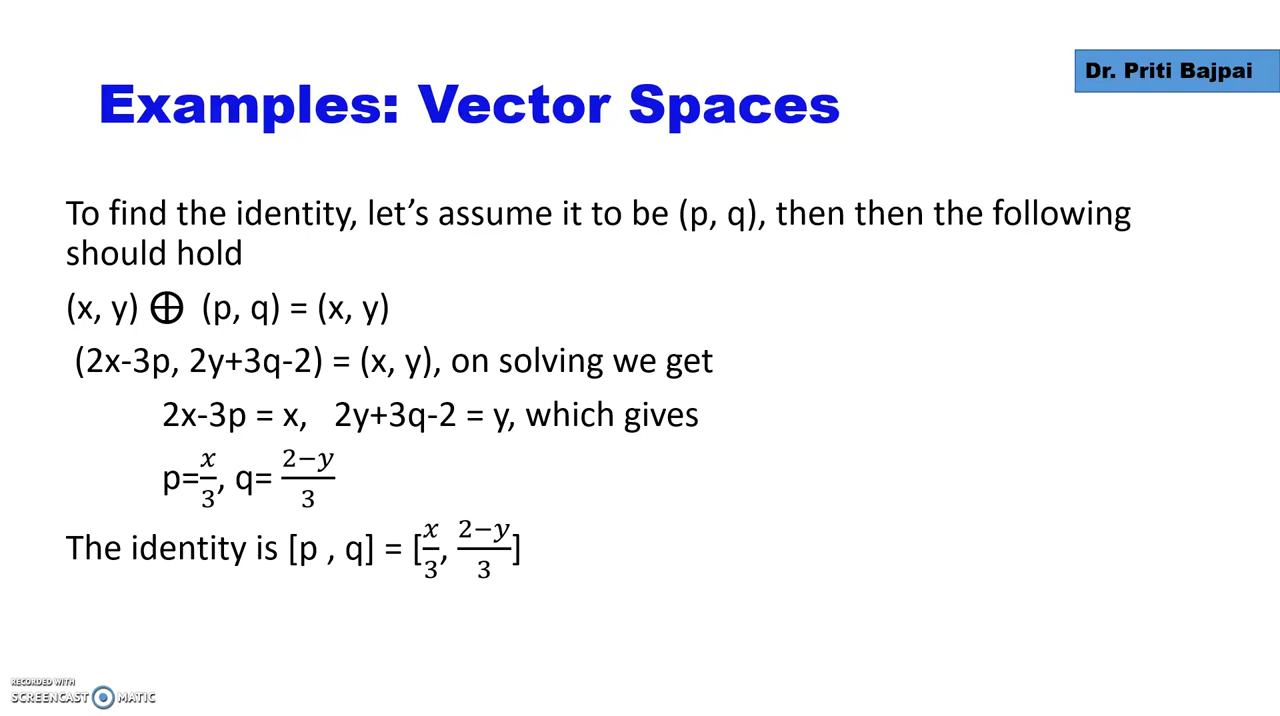 Dr. Priti Bajpai
Examples: Vector Spaces
To find the identity, let’s assume it to be (p, q), then then the following
should hold
(x, y) ⊕ (p, q) = (x, y)
(2x-3p, 2y+3q-2) = (x, y), on solving we get
2x-3p = x, 2y+3q-2 = y, which gives
p=x/3, q= 2−y/3
The identity is [p , q] = [x/3, 2−y/3]
RECORDED WITH
SCREENCAST MATIC